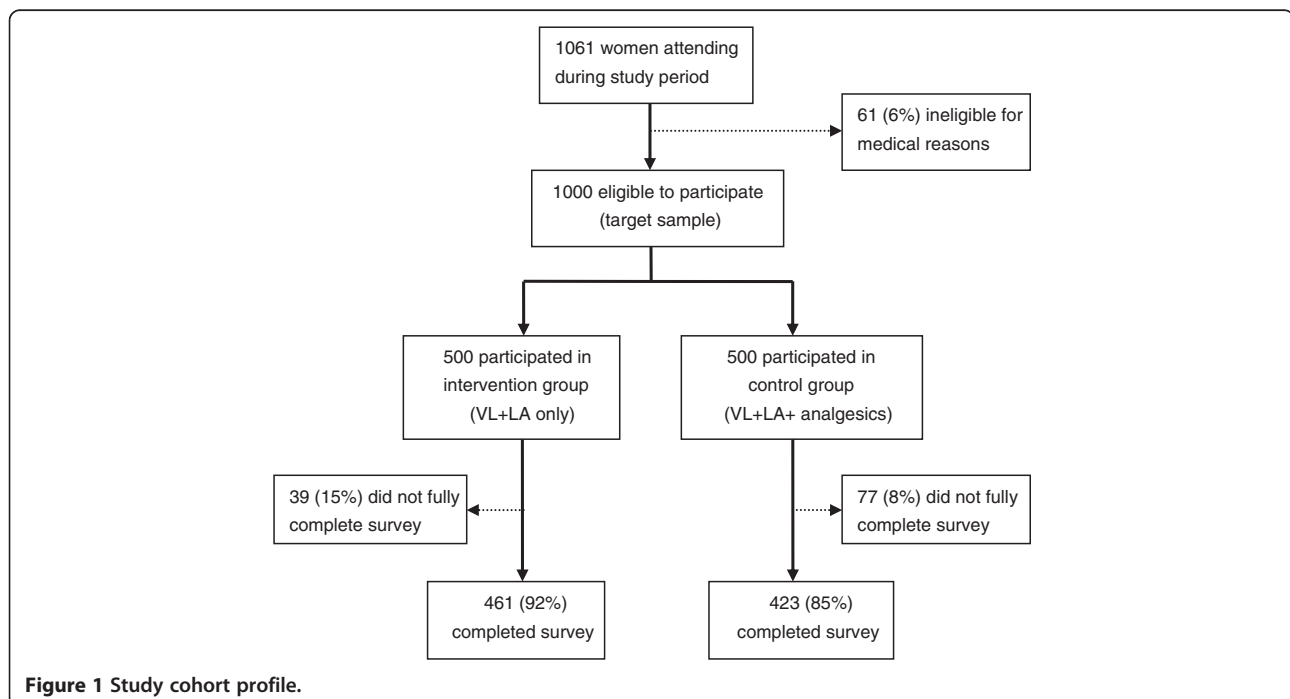 1061 women attending
during study period
61 (6%) ineligible for
medical reasons
1000 eligible to participate
(target sample)
500 participated in
intervention group
(VL+LA only)
500 participated in
control group
(VL+LA+ analgesics)
39 (15%) did not fully
complete survey
77 (8%) did not fully
complete survey
461 (92%)
completed survey
423 (85%)
completed survey
Figure 1 Study cohort profile.